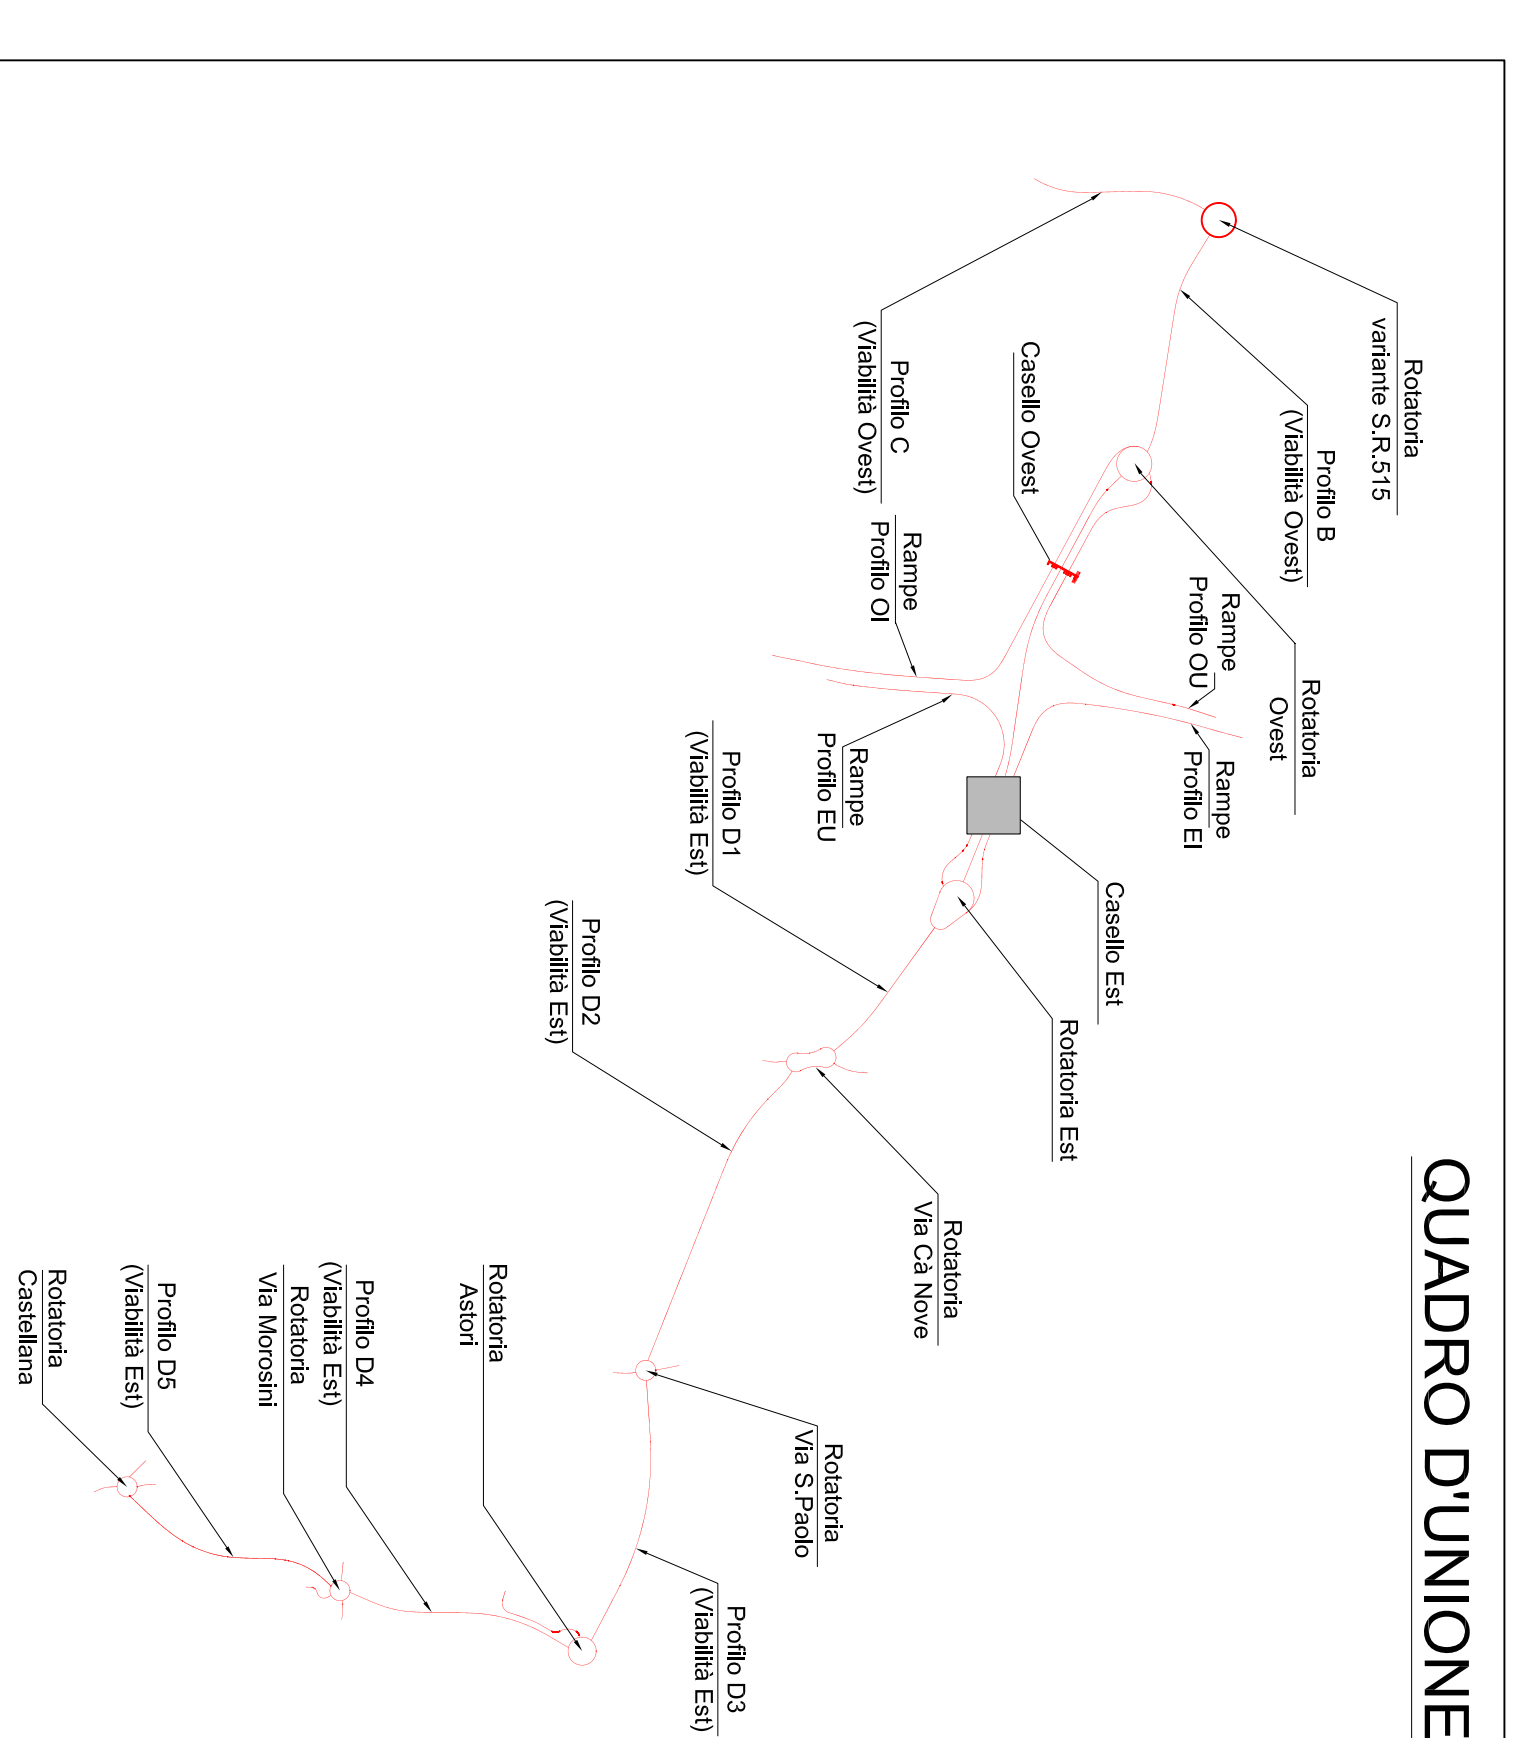 QUADRO D'UNIONE
Rotatoria
variante S.R.515
Profilo B
(Viabilità Ovest)
Rotatoria
Ovest
Rampe
Profilo OU
Rampe
Profilo EI
Casello Ovest
Profilo C
(Viabilità Ovest)
Rampe
Profilo OI
Rampe
Profilo EU
Casello Est
Rotatoria Est
Profilo D1
(Viabilità Est)
Rotatoria
Via Cà Nove
Profilo D2
(Viabilità Est)
Rotatoria
Via S.Paolo
Profilo D3
(Viabilità Est)
Rotatoria
Astori
Profilo D4
(Viabilità Est)
Rotatoria
Via Morosini
Profilo D5
(Viabilità Est)
Rotatoria
Castellana